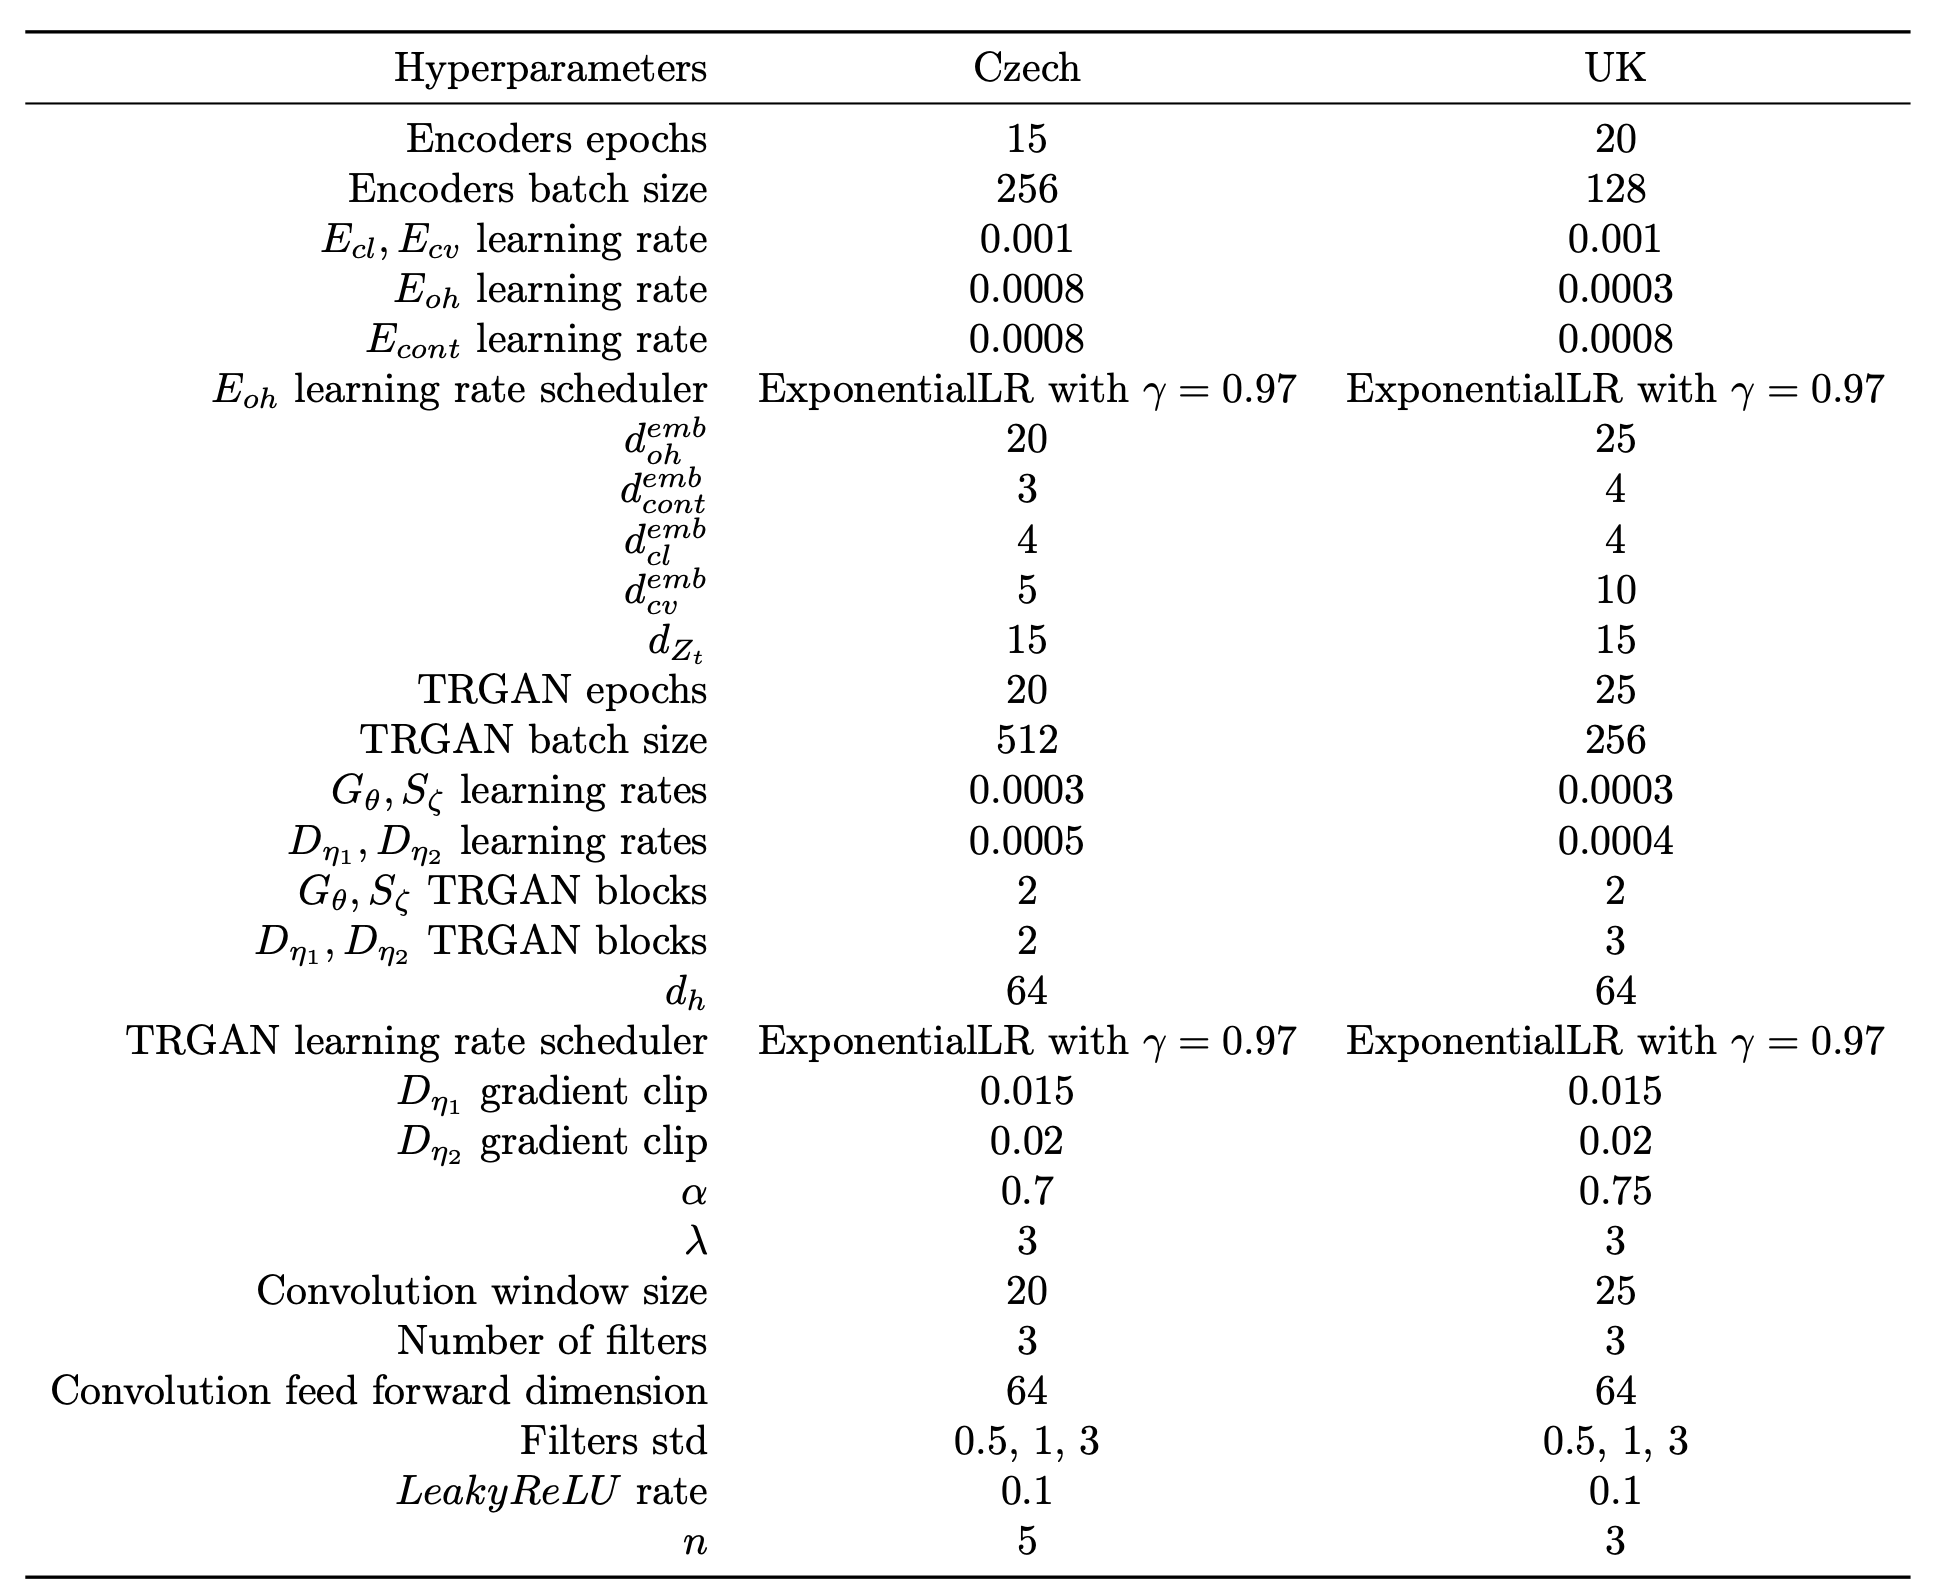 Hyperparameters Czech UK
Encoders epochs 15 20
Encoders batch size 256 128
$E_{cl}, E_{cv}$ learning rate 0.001 0.001
$E_{oh}$ learning rate 0.0008 0.0003
$E_{cont}$ learning rate 0.0008 0.0008
$E_{oh}$ learning rate scheduler ExponentialLR with $\gamma = 0.97$ ExponentialLR with $\gamma = 0.97$
$d_{oh}^{emb}$ 20 25
$d_{cont}^{emb}$ 3 4
$d_{cl}^{emb}$ 4 4
$d_{cv}^{emb}$ 5 10
$d_{Z_t}$ 15 15
TRGAN epochs 20 25
TRGAN batch size 512 256
$G_\theta, S_\zeta$ learning rates 0.0003 0.0003
$D_{\eta_1}, D_{\eta_2}$ learning rates 0.0005 0.0004
$G_\theta, S_\zeta$ TRGAN blocks 2 2
$D_{\eta_1}, D_{\eta_2}$ TRGAN blocks 2 3
$d_h$ 64 64
TRGAN learning rate scheduler ExponentialLR with $\gamma = 0.97$ ExponentialLR with $\gamma = 0.97$
$D_{\eta_1}$ gradient clip 0.015 0.015
$D_{\eta_2}$ gradient clip 0.02 0.02
$\alpha$ 0.7 0.75
$\lambda$ 3 3
Convolution window size 20 25
Number of filters 3 3
Convolution feed forward dimension 64 64
Filters std 0.5, 1, 3 0.5, 1, 3
$LeakyReLU$ rate 0.1 0.1
$n$ 5 3